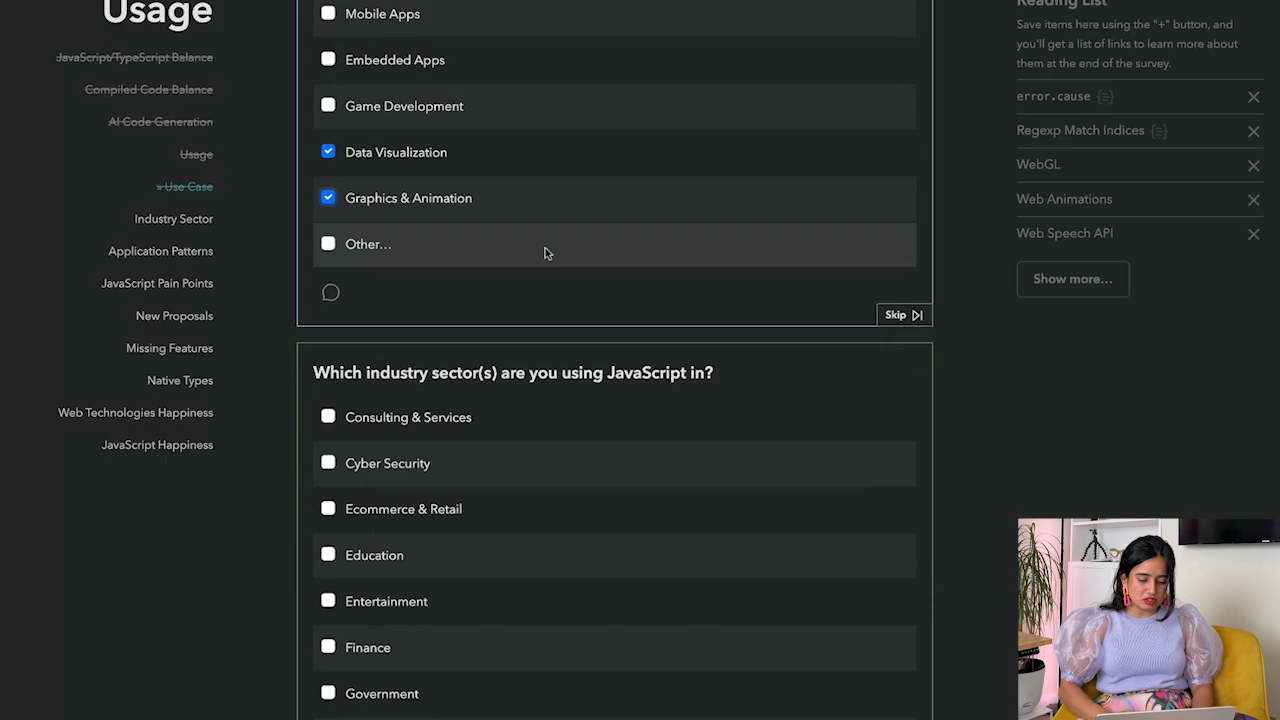 Usage
JavaScript/TypeScript Balance
Compiled Code Balance
AI Code Generation
Usage
» Use Case
Industry Sector
Application Patterns
JavaScript Pain Points
New Proposals
Missing Features
Native Types
Web Technologies Happiness
JavaScript Happiness
Mobile Apps
Embedded Apps
Game Development
Data Visualization
Graphics & Animation
Other...
Skip
Which industry sector(s) are you using JavaScript in?
Consulting & Services
Cyber Security
Ecommerce & Retail
Education
Entertainment
Finance
Government
Reading List
Save items here using the "+" button, and
you'll get a list of links to learn more about
them at the end of the survey.
error.cause
Regexp Match Indices
WebGL
Web Animations
Web Speech API
Show more...